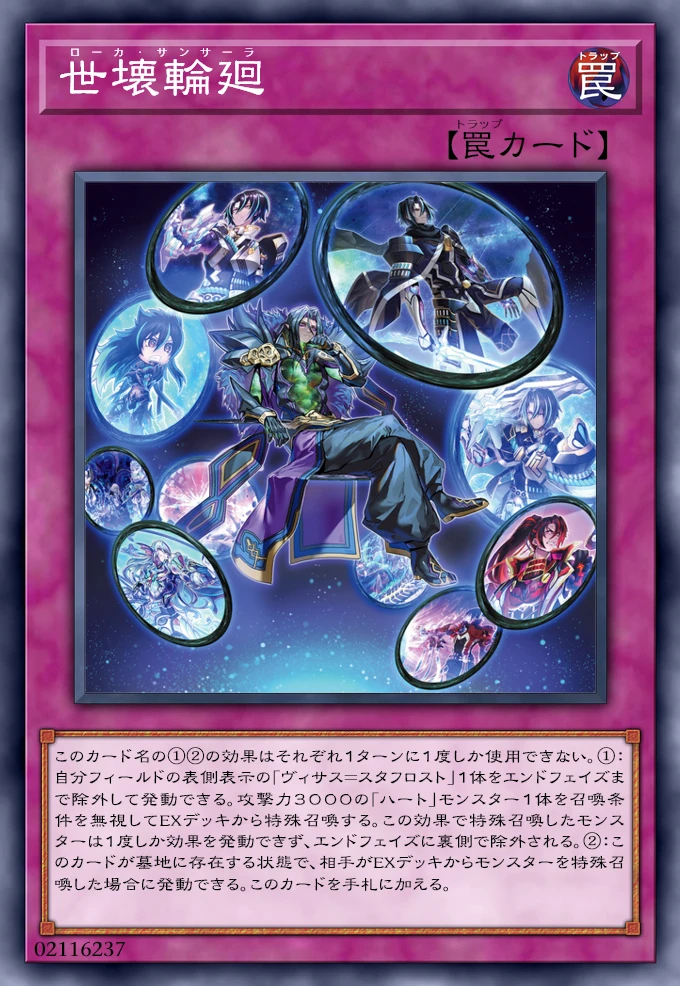 ローカ・サンサーラ
世壊輪廻
トラップ
罠
トラップ
【罠カード】
このカード名の①②の効果はそれぞれ1ターンに1度しか使用できない。①:
自分フィールドの表側表示の「ヴィサス=スタフロスト」1体をエンドフェイズま
で除外して発動できる。攻撃力3000の「ハート」モンスター1体を召喚条
件を無視してEXデッキから特殊召喚する。この効果で特殊召喚したモンス
ターは1度しか効果を発動できず、エンドフェイズに裏側で除外される。②:こ
のカードが墓地に存在する状態で、相手がEXデッキからモンスターを特殊召
喚した場合に発動できる。このカードを手札に加える。
02116237